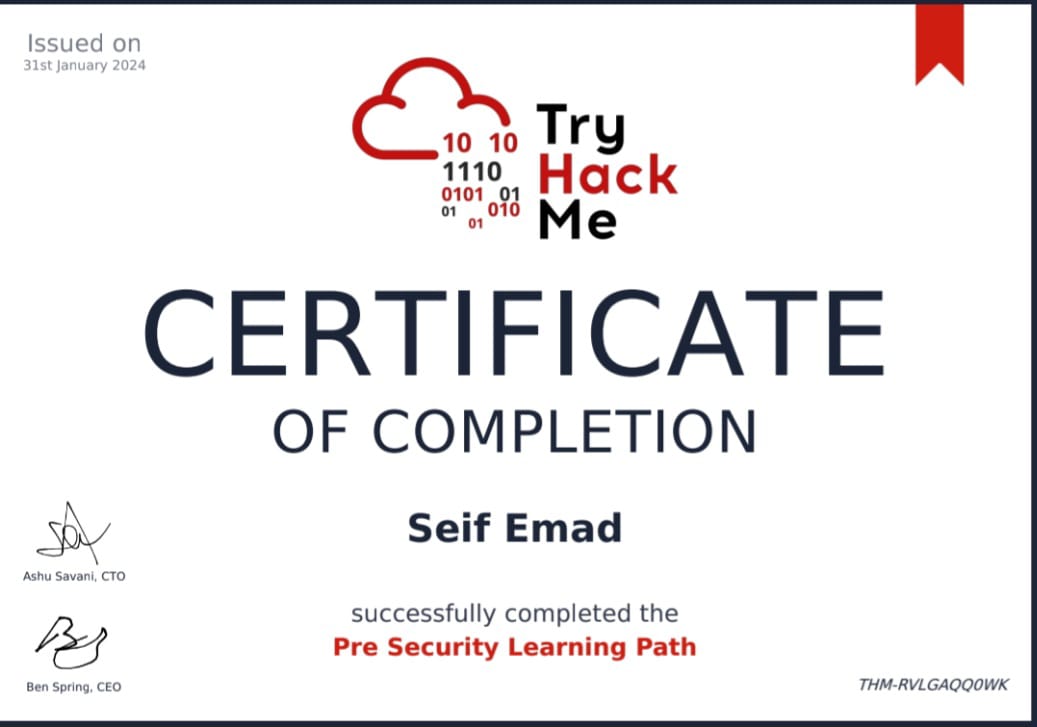 Issued on
31st January 2024
10 10
1110
0101 01
01 010
01
Try
Hack
Me
CERTIFICATE
OF COMPLETION
Seif Emad
Ashu Savani, CTO
successfully completed the
Pre Security Learning Path
Ben Spring, CEO
THM-RVLGAQQ0WK